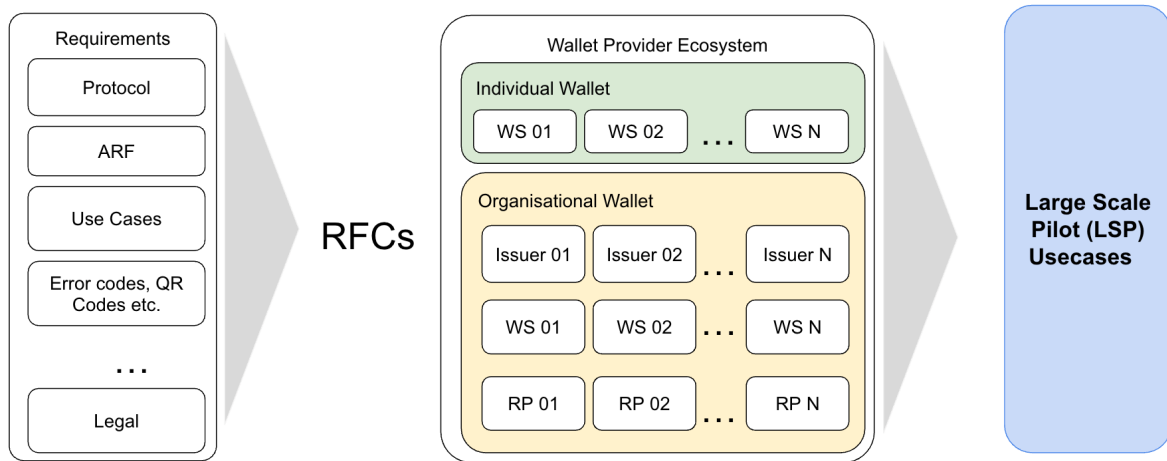 Requirements
Protocol
ARF
Use Cases
Error codes, QR
Codes etc.
...
Legal
RFCs
Wallet Provider Ecosystem
Individual Wallet
WS 01 WS 02 ... WS N
Organisational Wallet
Issuer 01 Issuer 02 ... Issuer N
WS 01 WS 02 ... WS N
RP 01 RP 02 ... RP N
Large Scale
Pilot (LSP)
Usecases